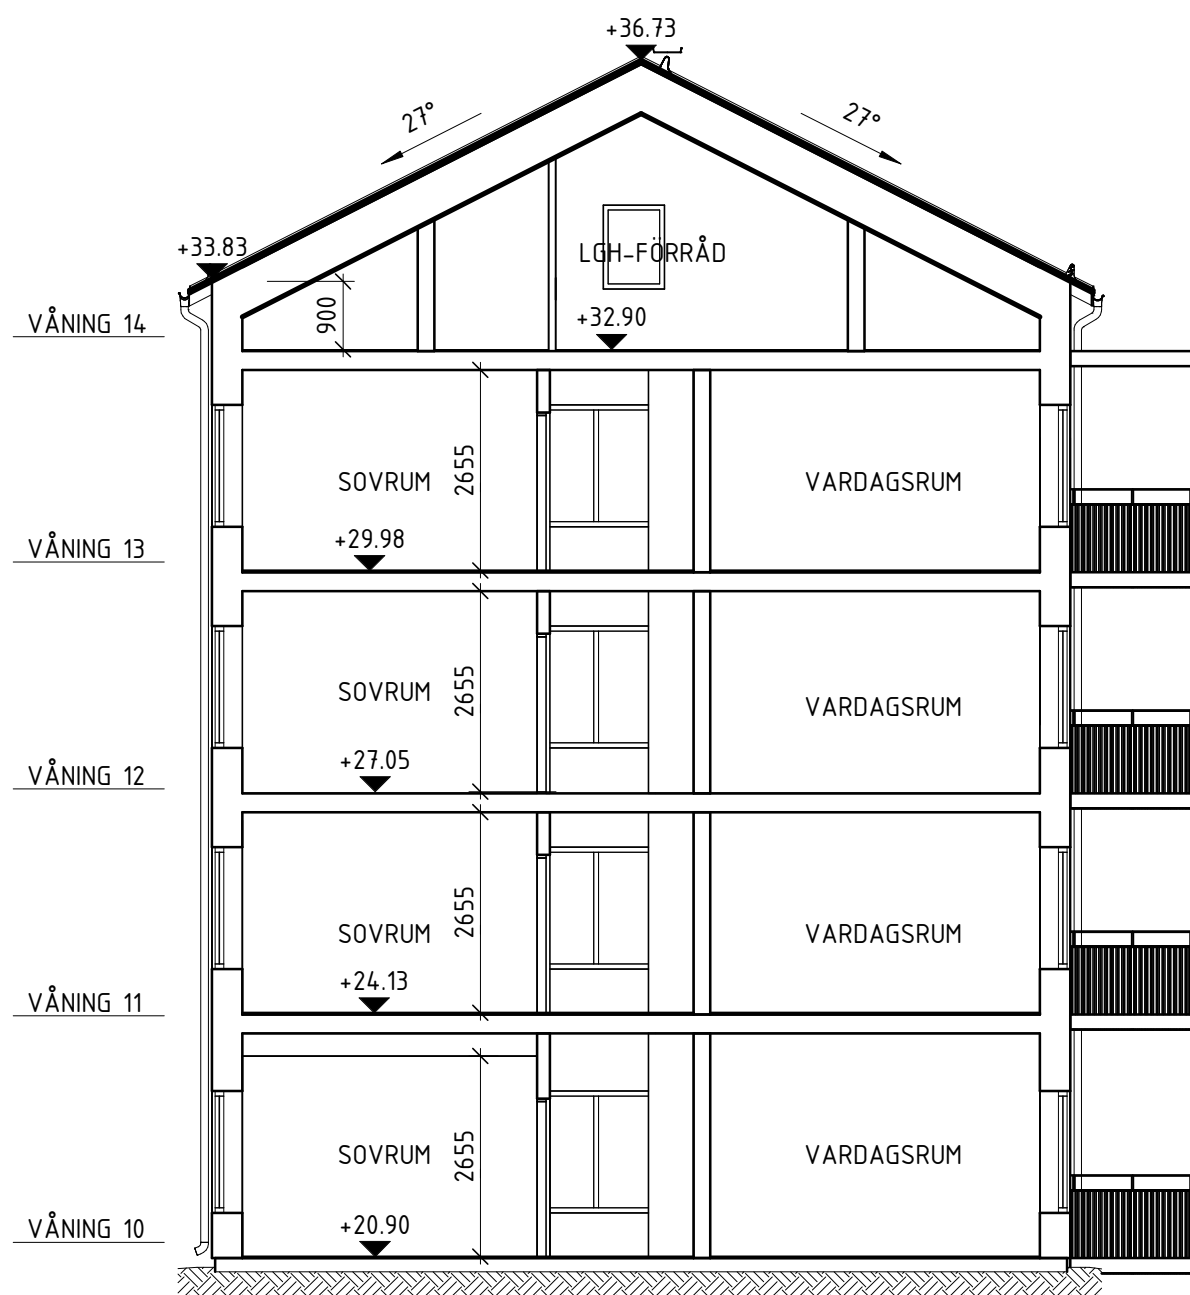 +36.73
27°
27°
+33.83
LGH-FÖRRÅD
900
+32.90
VÅNING 14
SOVRUM
2655
VARDAGSRUM
+29.98
VÅNING 13
SOVRUM
2655
VARDAGSRUM
+27.05
VÅNING 12
SOVRUM
2655
VARDAGSRUM
+24.13
VÅNING 11
SOVRUM
2655
VARDAGSRUM
+20.90
VÅNING 10